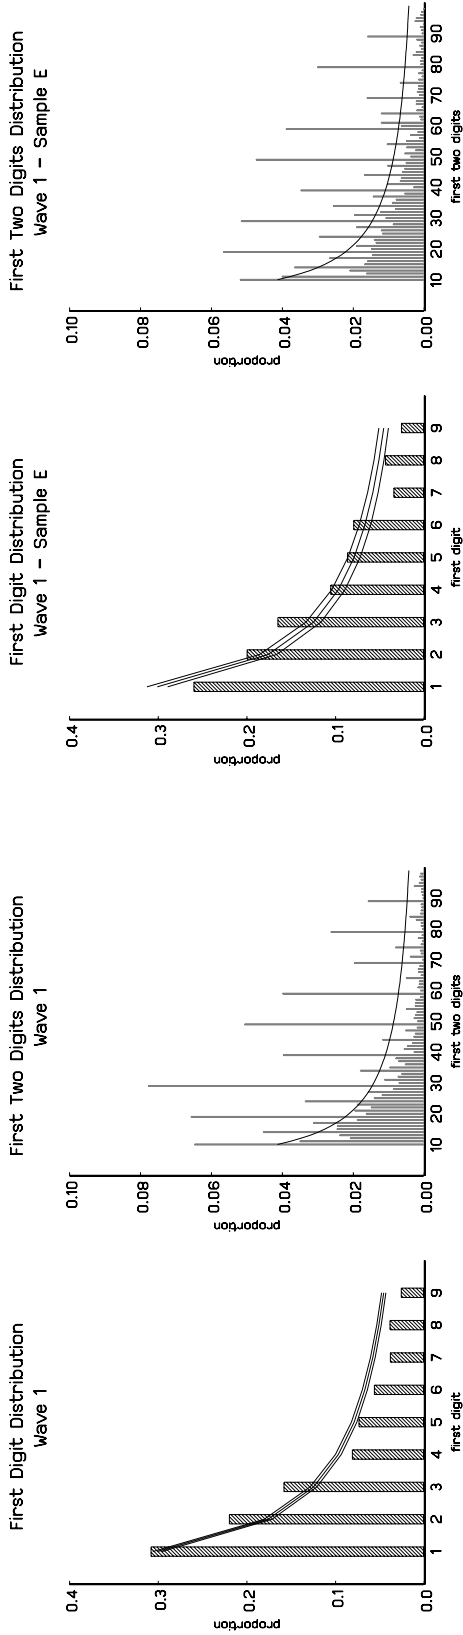 First Digit Distribution
Wave 1
proportion
0.4
0.3
0.2
0.1
0.0
1 2 3 4 5 6 7 8 9
first digit
First Two Digits Distribution
Wave 1
proportion
0.10
0.08
0.06
0.04
0.02
0.00
10 20 30 40 50 60 70 80 90
first two digits
First Digit Distribution
Wave 1 - Sample E
proportion
0.4
0.3
0.2
0.1
0.0
1 2 3 4 5 6 7 8 9
first digit
First Two Digits Distribution
Wave 1 - Sample E
proportion
0.10
0.08
0.06
0.04
0.02
0.00
10 20 30 40 50 60 70 80 90
first two digits